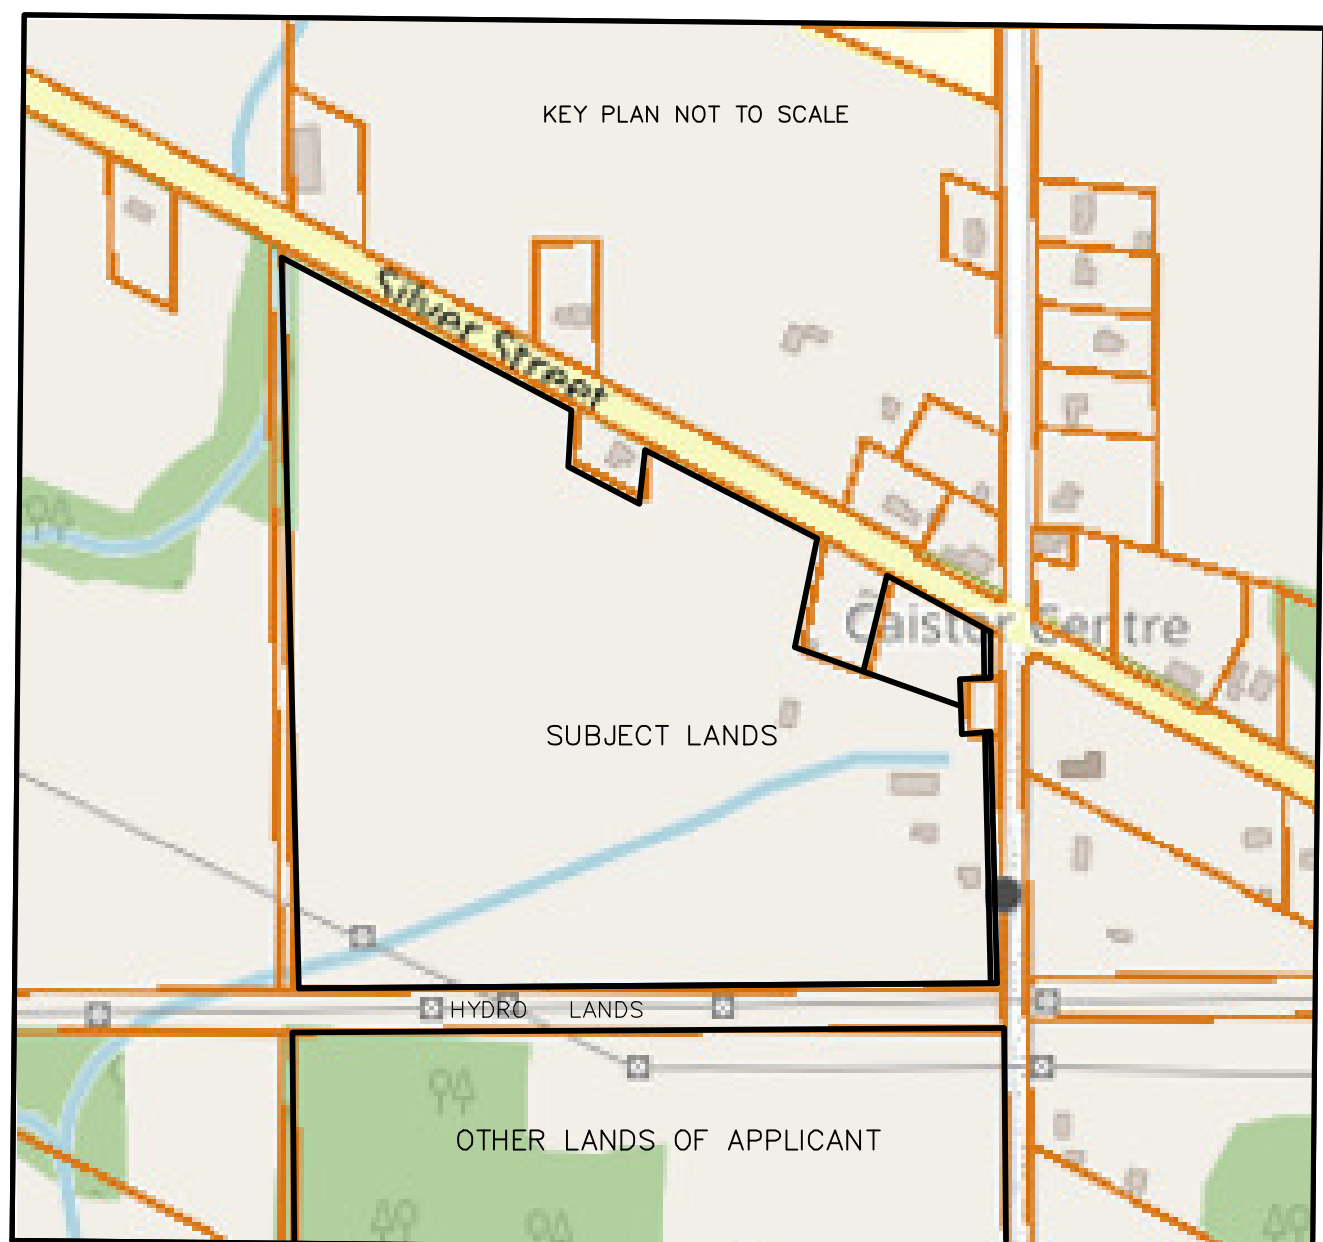 KEY PLAN NOT TO SCALE
Silver Street
Caistor Centre
SUBJECT LANDS
HYDRO LANDS
OTHER LANDS OF APPLICANT